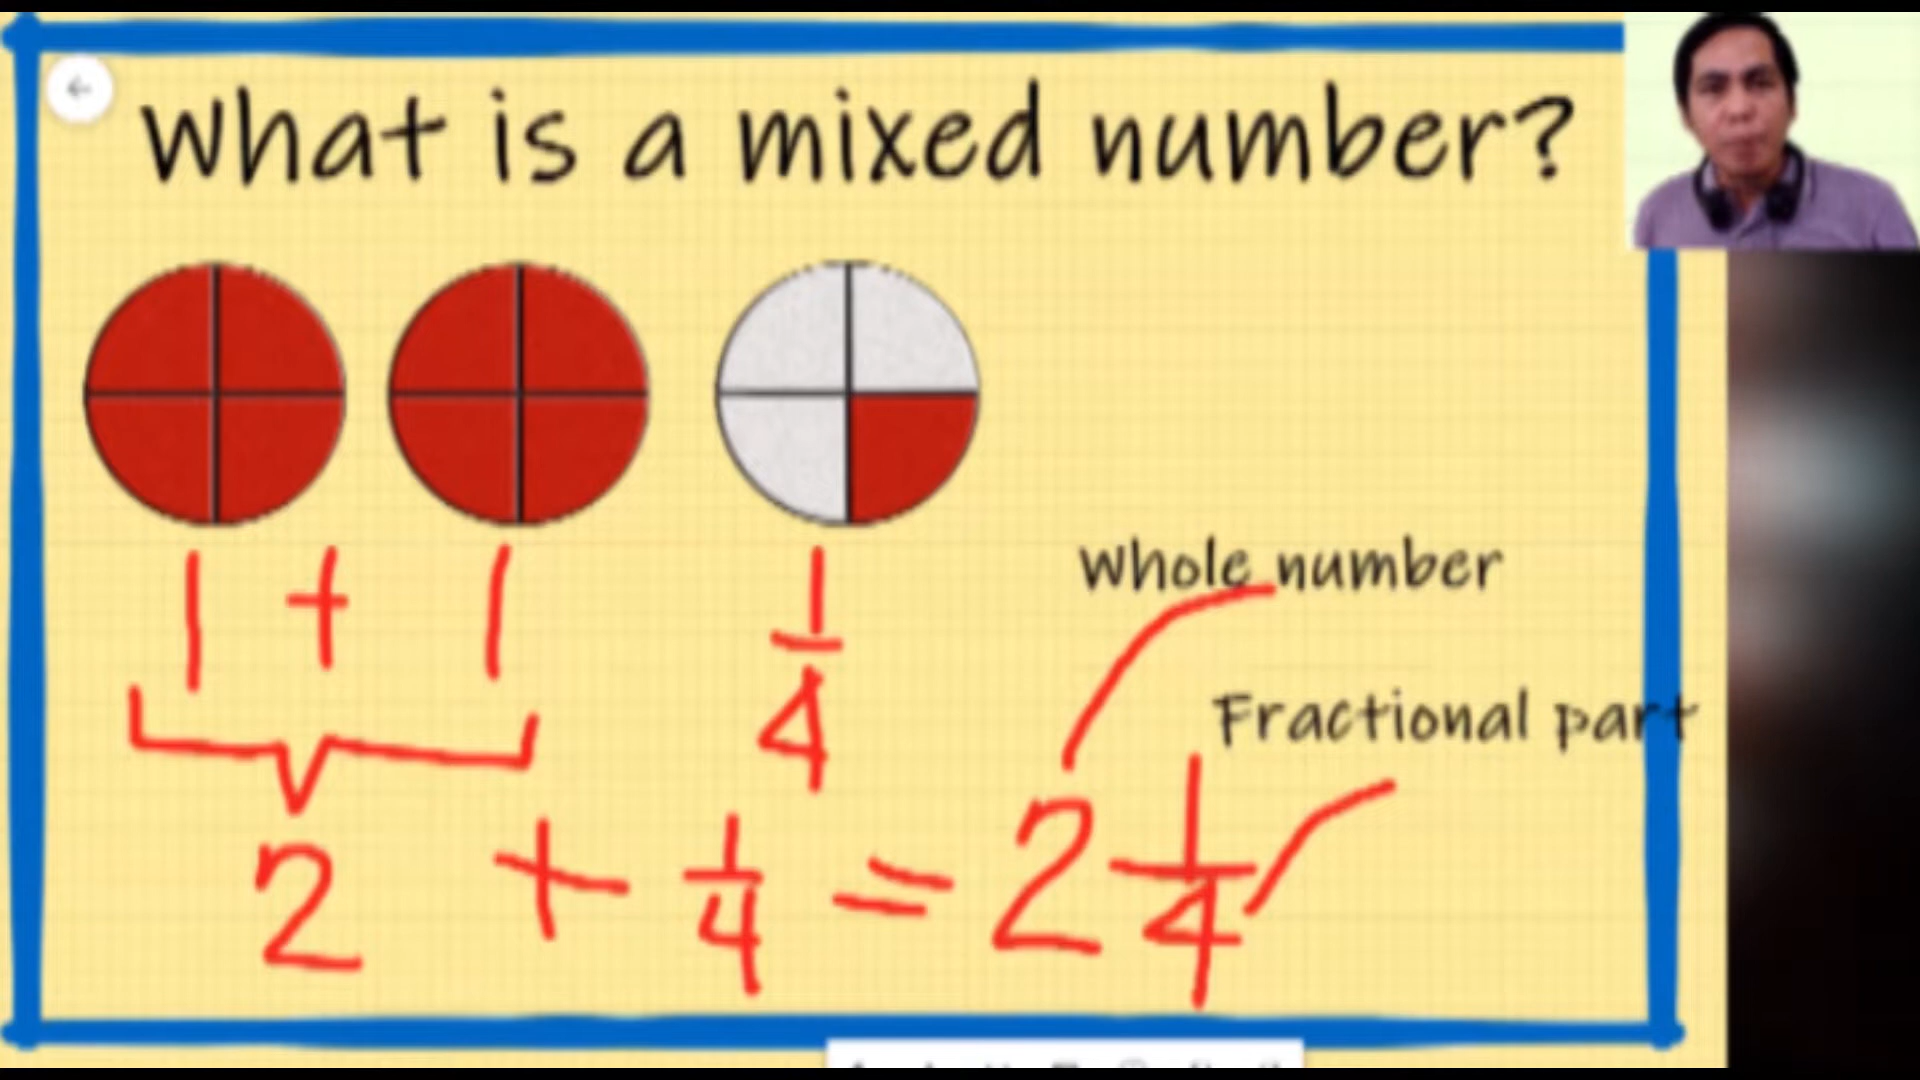 What is a mixed number?
1 + 1 1/4
Whole number
Fractional part
2 + 1/4 = 2 1/4